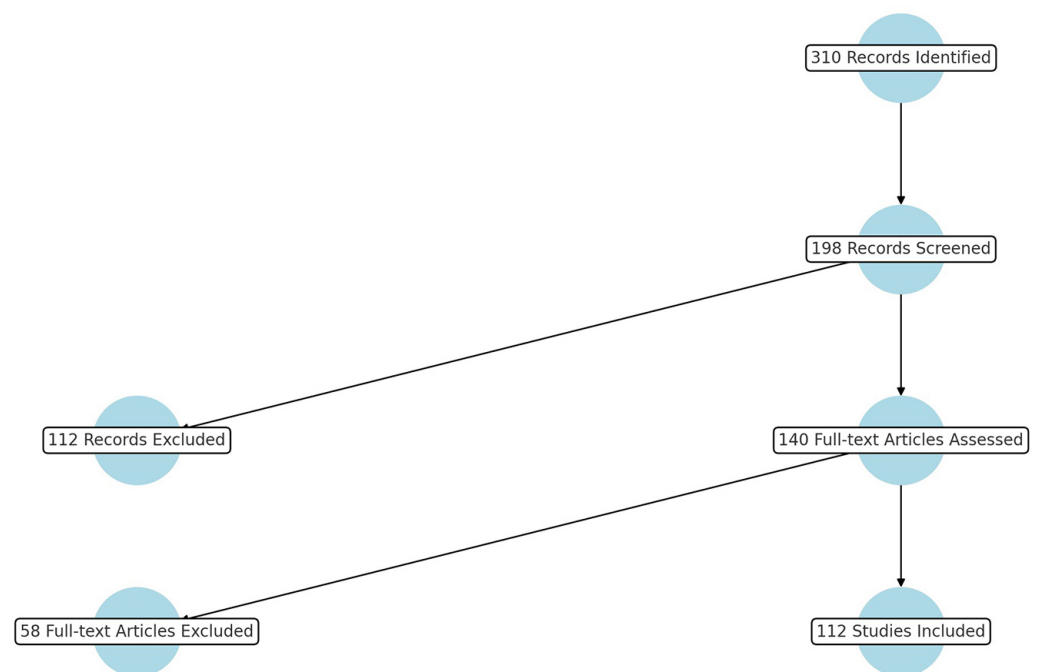 310 Records Identified
198 Records Screened
112 Records Excluded
140 Full-text Articles Assessed
58 Full-text Articles Excluded
112 Studies Included